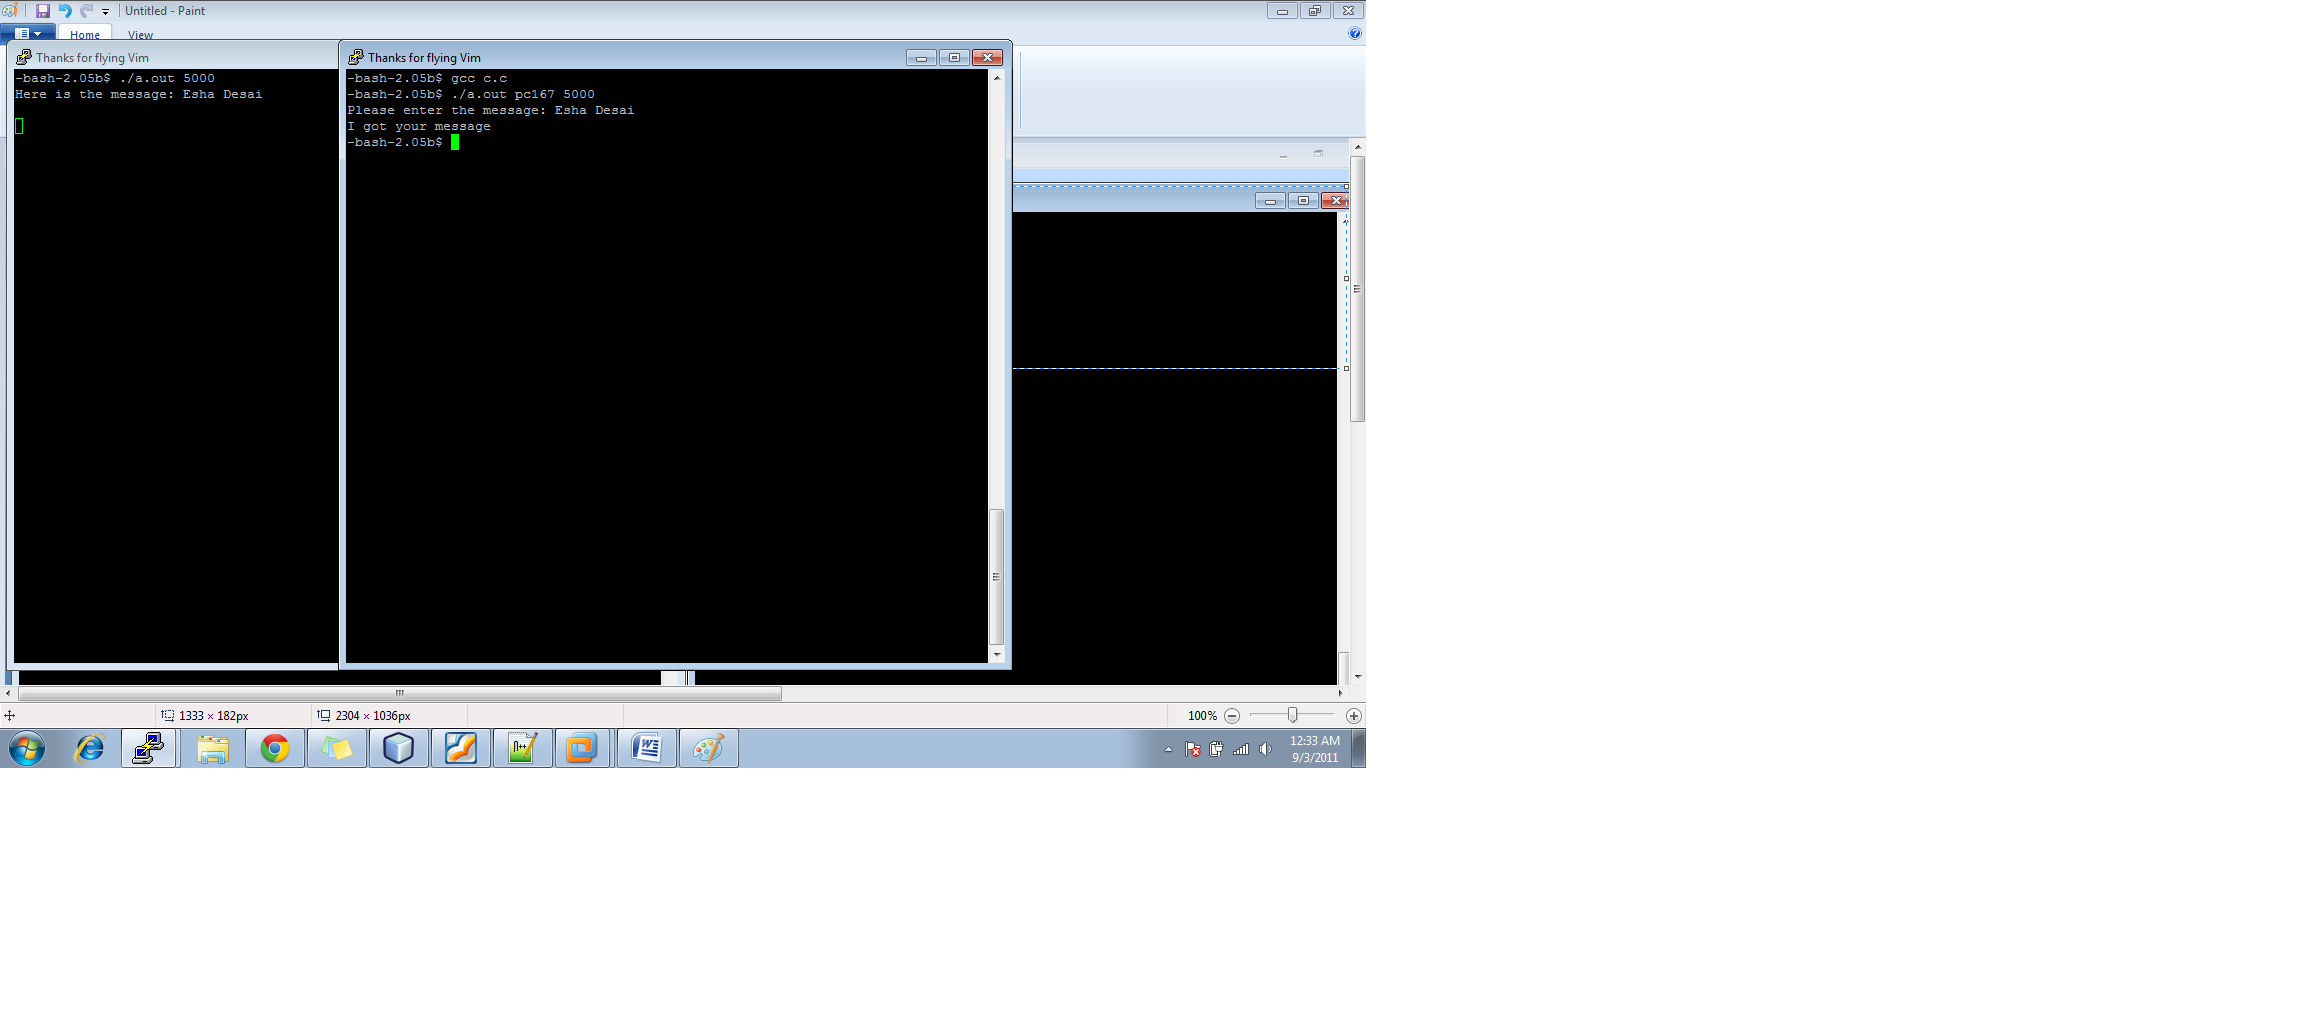 Untitled - Paint
Home View
Thanks for flying Vim
-bash-2.05b$ ./a.out 5000
Here is the message: Esha Desai
Thanks for flying Vim
-bash-2.05b$ gcc c.c
-bash-2.05b$ ./a.out pc167 5000
Please enter the message: Esha Desai
I got your message
-bash-2.05b$
1333 × 182px
2304 × 1036px
100%
12:33 AM
9/3/2011